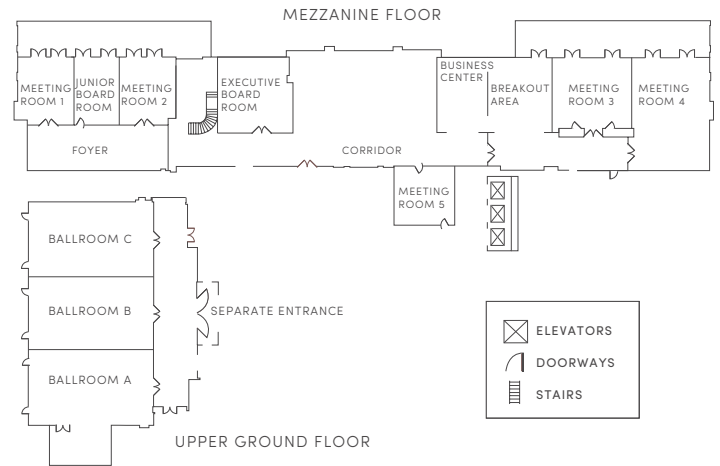 MEZZANINE FLOOR
MEETING
ROOM 1
JUNIOR
BOARD
ROOM
MEETING
ROOM 2
EXECUTIVE
BOARD
ROOM
BUSINESS
CENTER
BREAKOUT
AREA
MEETING
ROOM 3
MEETING
ROOM 4
FOYER
CORRIDOR
MEETING
ROOM 5
BALLROOM C
BALLROOM B
SEPARATE ENTRANCE
BALLROOM A
UPPER GROUND FLOOR
ELEVATORS
DOORWAYS
STAIRS